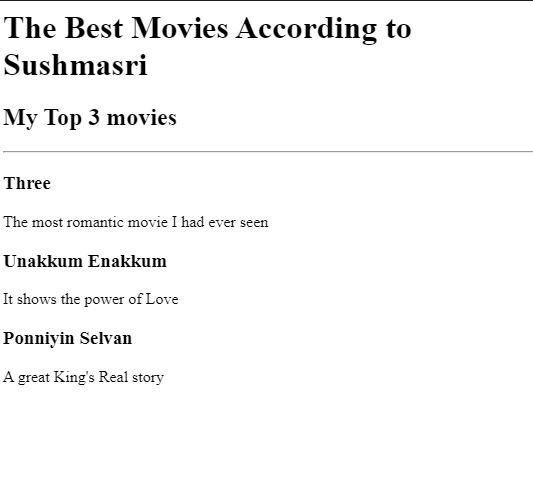 The Best Movies According to
Sushmasri
My Top 3 movies
Three
The most romantic movie I had ever seen
Unakkum Enakkum
It shows the power of Love
Ponniyin Selvan
A great King's Real story